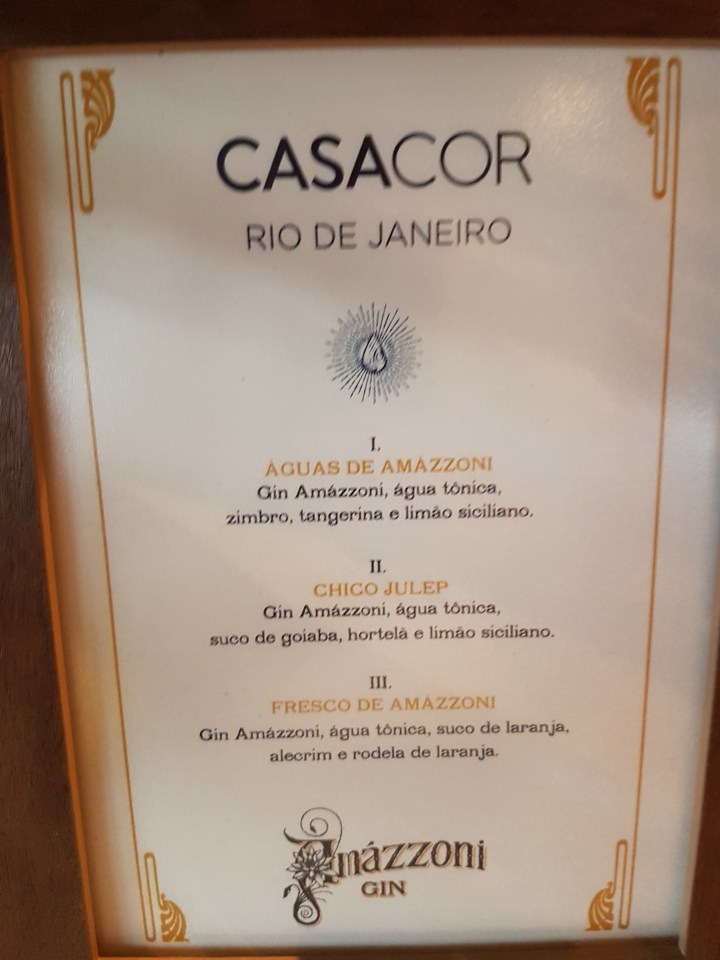 CASACOR
RIO DE JANEIRO
I.
ÁGUAS DE AMÁZZONI
Gin Amázzoni, água tônica,
zimbro, tangerina e limão siciliano.
II.
CHICO JULEP
Gin Amázzoni, água tônica,
suco de goiaba, hortelã e limão siciliano.
III.
FRESCO DE AMÁZZONI
Gin Amázzoni, água tônica, suco de laranja,
alecrim e rodela de laranja.
Amázzoni
GIN